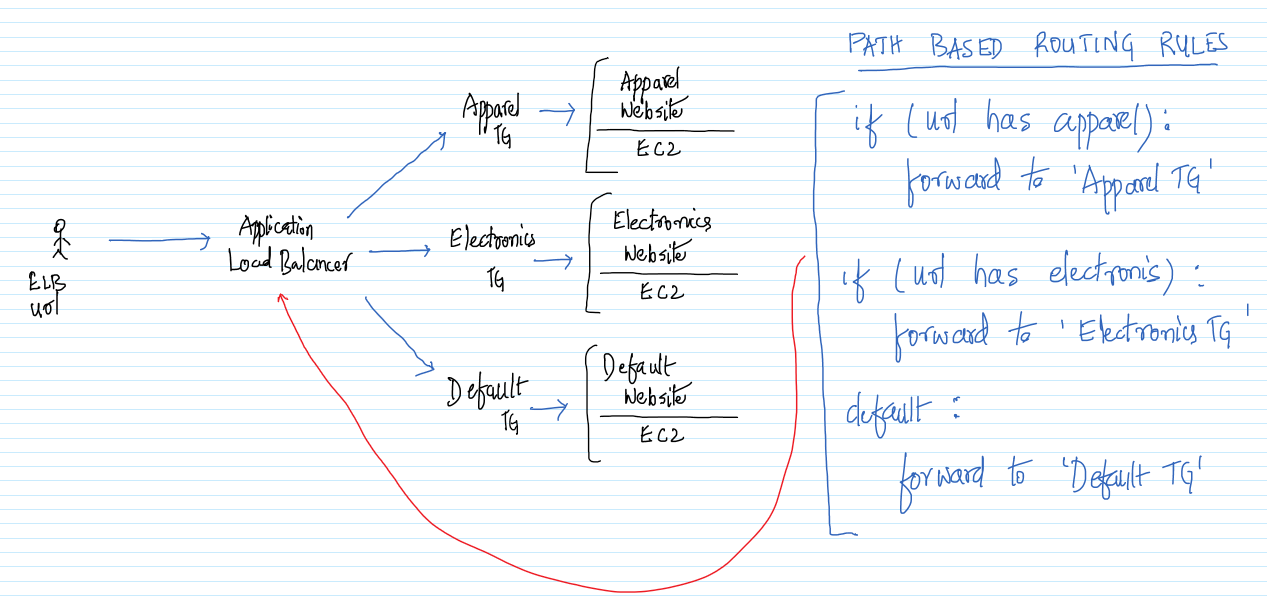 PATH BASED ROUTING RULES
Apparel
TG
Apparel
Website
EC2
Electronics
TG
Electronics
Website
EC2
Default
TG
Default
Website
EC2
ELB
url
Application
Load Balancer
if (url has apparel):
forward to 'Apparel TG'
if (url has electronis):
forward to 'Electronics TG'
default:
forward to 'Default TG'